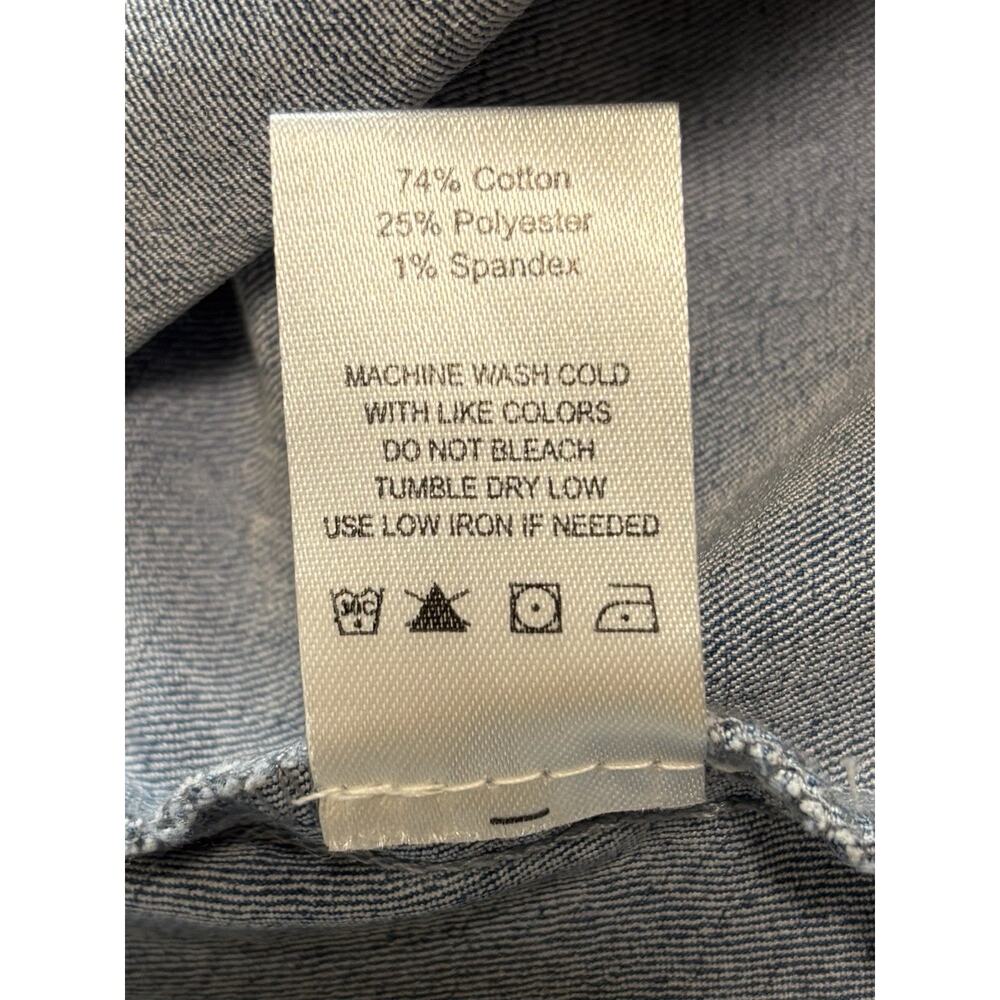 74% Cotton
25% Polyester
1% Spandex
MACHINE WASH COLD
WITH LIKE COLORS
DO NOT BLEACH
TUMBLE DRY LOW
USE LOW IRON IF NEEDED
30C